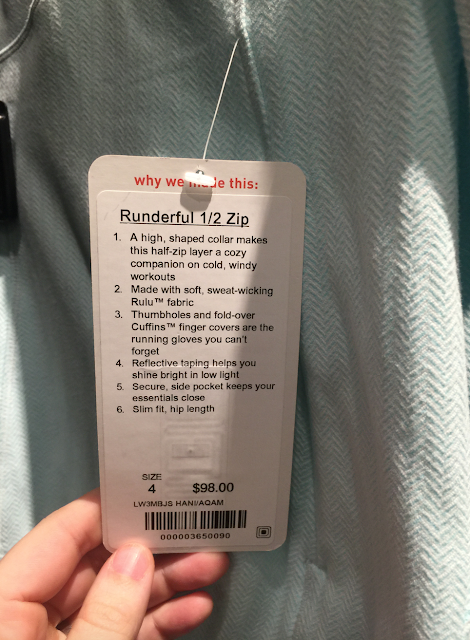 why we made this:
Runderful 1/2 Zip
1. A high, shaped collar makes
this half-zip layer a cozy
companion on cold, windy
workouts
2. Made with soft, sweat-wicking
Rulu™ fabric
3. Thumbholes and fold-over
Cuffins™ finger covers are the
running gloves you can't
forget
4. Reflective taping helps you
shine bright in low light
5. Secure, side pocket keeps your
essentials close
6. Slim fit, hip length
SIZE
4 $98.00
LW3MBJS HANI/AQAM
000003650090